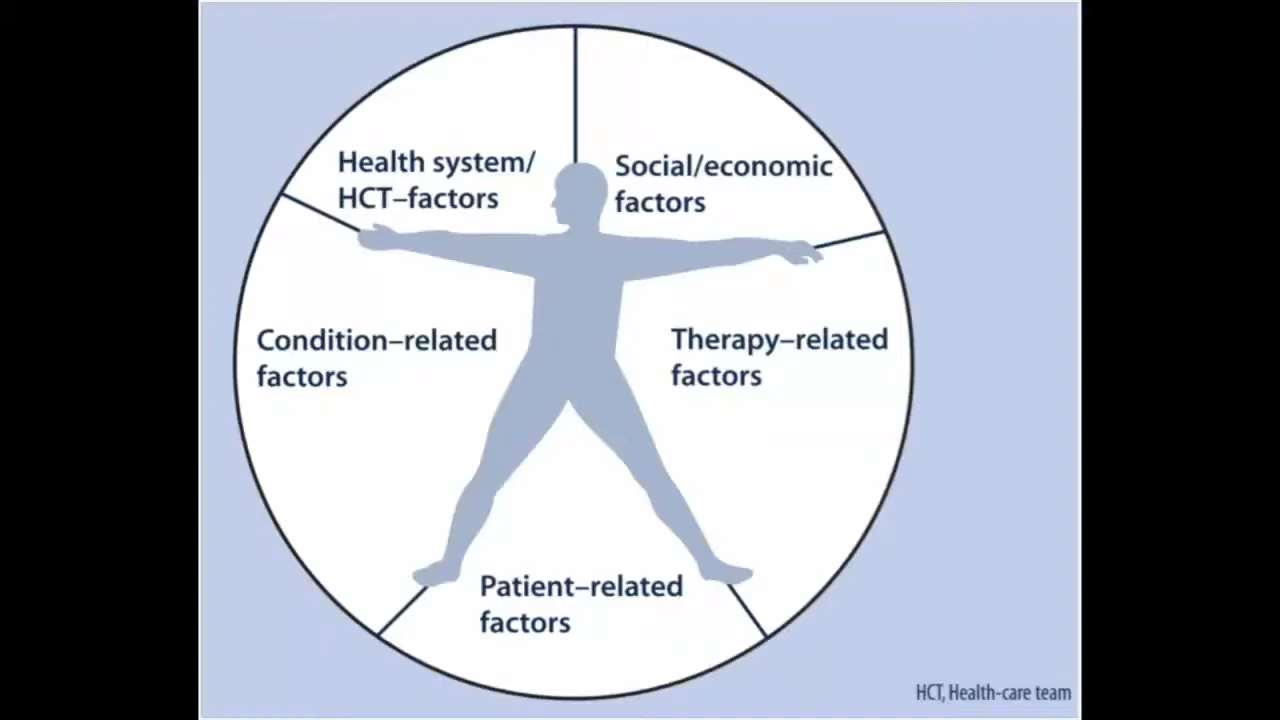 Health system/
HCT–factors
Social/economic
factors
Condition–related
factors
Therapy–related
factors
Patient–related
factors
HCT, Health-care team